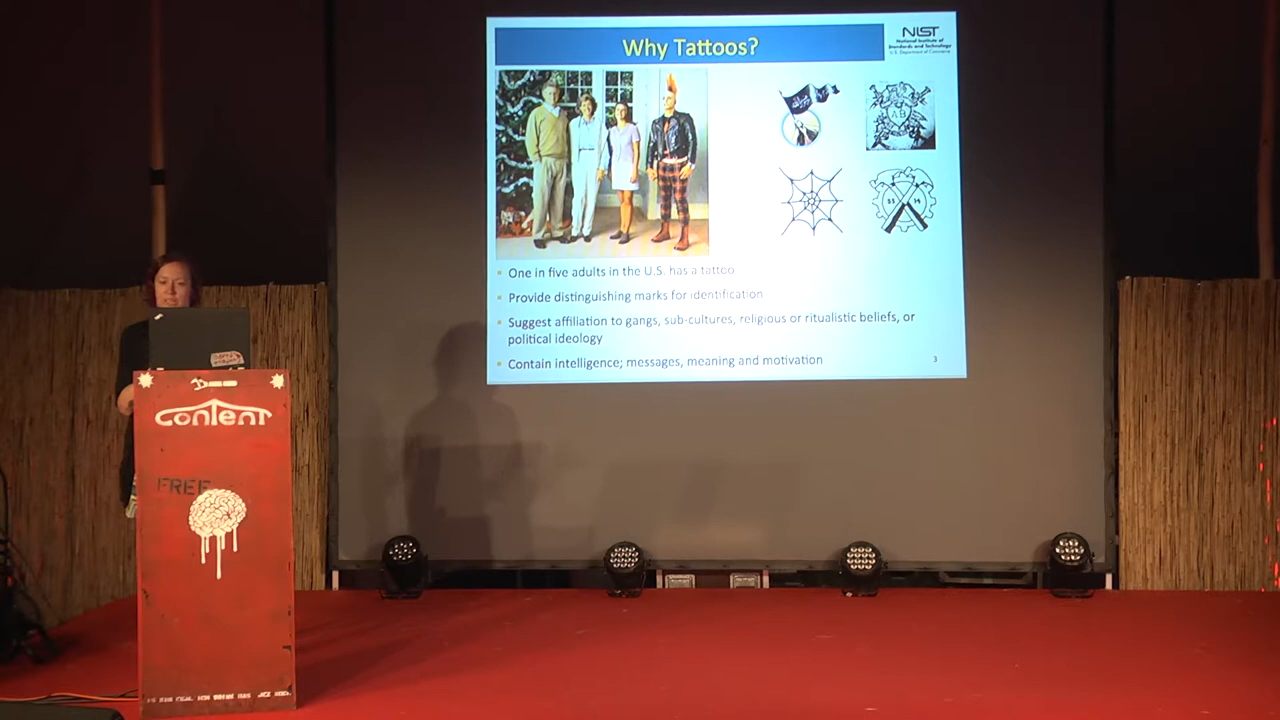 Why Tattoos?
NIST
National Institute of
Standards and Technology
U.S. Department of Commerce
AB
One in five adults in the U.S. has a tattoo
Provide distinguishing marks for identification
Suggest affiliation to gangs, sub-cultures, religious or ritualistic beliefs, or
political ideology
Contain intelligence; messages, meaning and motivation
3
content
FREE